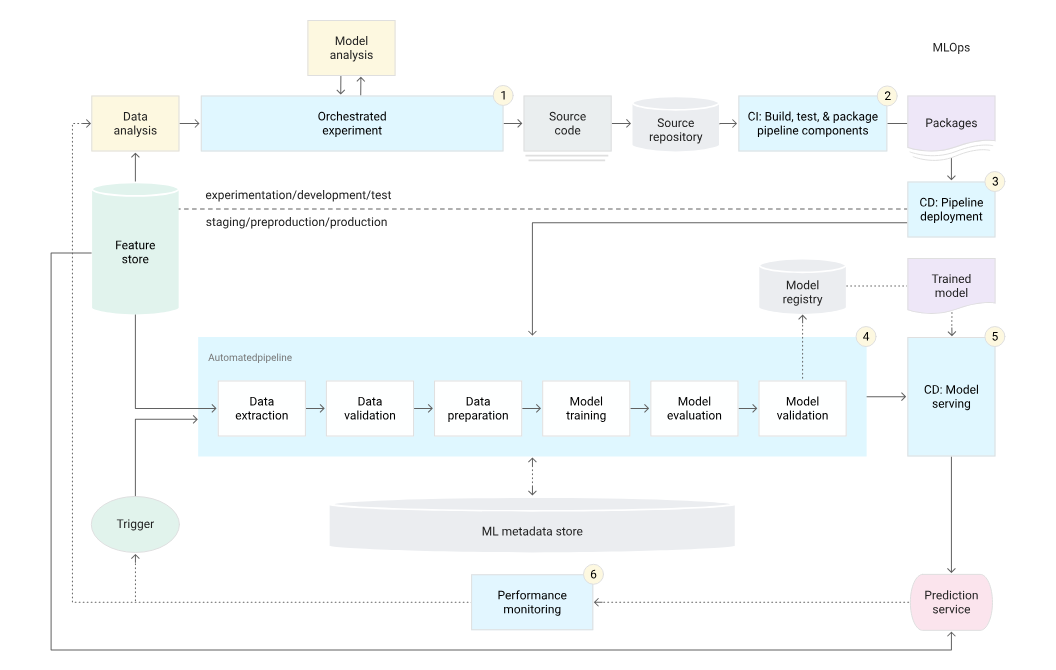 Model
analysis
MLOps
1
2
Data
analysis
Orchestrated
experiment
Source
code
Source
repository
CI: Build, test, & package
pipeline components
Packages
3
experimentation/development/test
staging/preproduction/production
CD: Pipeline
deployment
Feature
store
Model
registry
Trained
model
4
5
Automatedpipeline
Data
extraction
Data
validation
Data
preparation
Model
training
Model
evaluation
Model
validation
CD: Model
serving
Trigger
ML metadata store
6
Performance
monitoring
Prediction
service